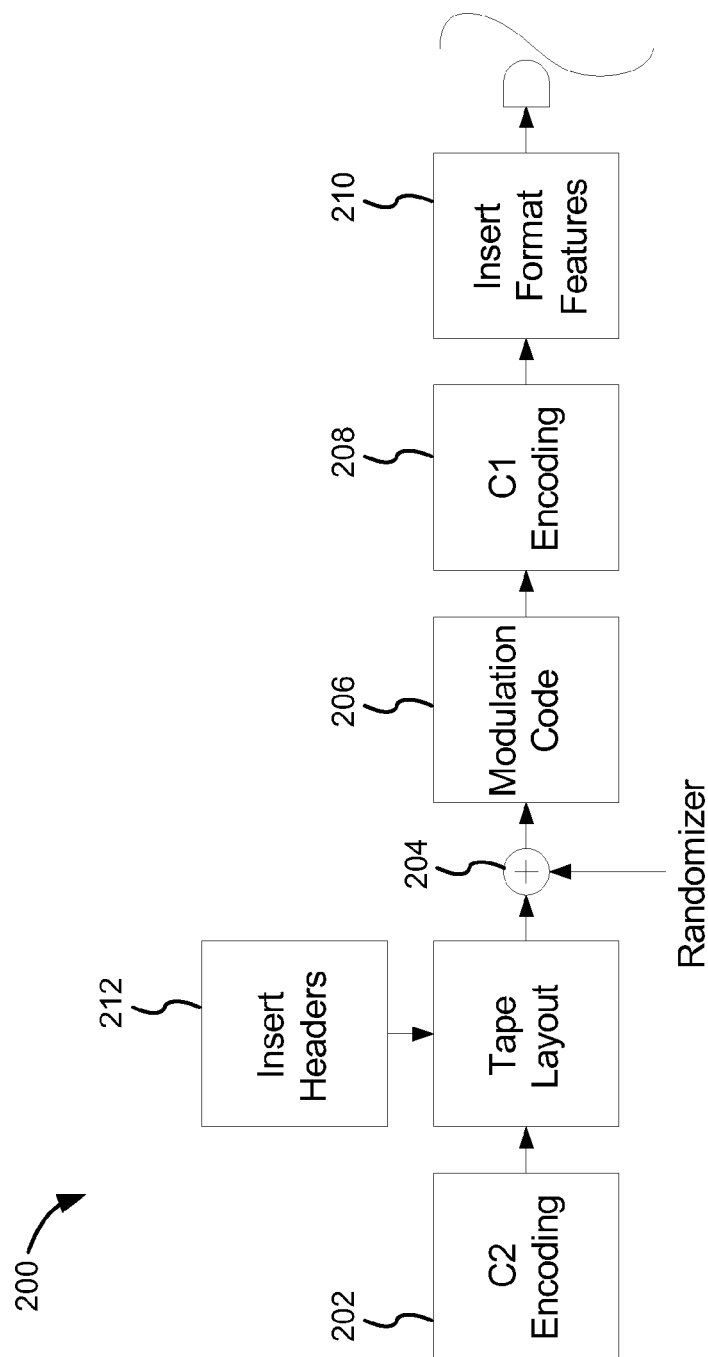 200
212
Insert
Headers
204
206
208
210
202
C2
Encoding
Tape
Layout
+
Modulation
Code
C1
Encoding
Insert
Format
Features
Randomizer